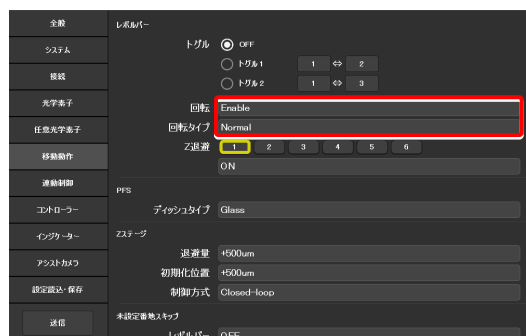 全般
システム
接続
光学素子
任意光学素子
移動動作
連動制御
コントローラー
インジケーター
アシストカメラ
設定読込・保存
送信
レボルバー
トグル OFF
トグル1 1 ⇔ 2
トグル2 1 ⇔ 3
回転 Enable
回転タイプ Normal
Z退避 1 2 3 4 5 6
ON
PFS
ディッシュタイプ Glass
Zステージ
退避量 +500um
初期化位置 +500um
制御方式 Closed-loop
未設定番地スキップ
レボルバー OFF